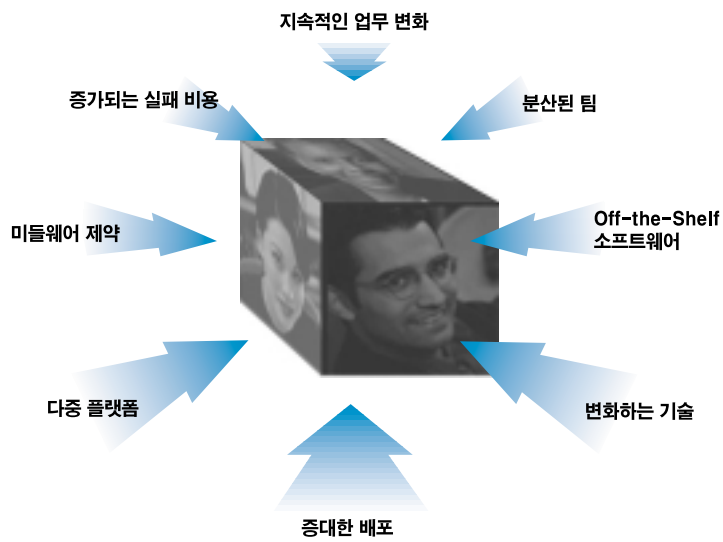 지속적인 업무 변화
증가되는 실패 비용
분산된 팀
미들웨어 제약
Off-the-Shelf
소프트웨어
다중 플랫폼
변화하는 기술
증대한 배포